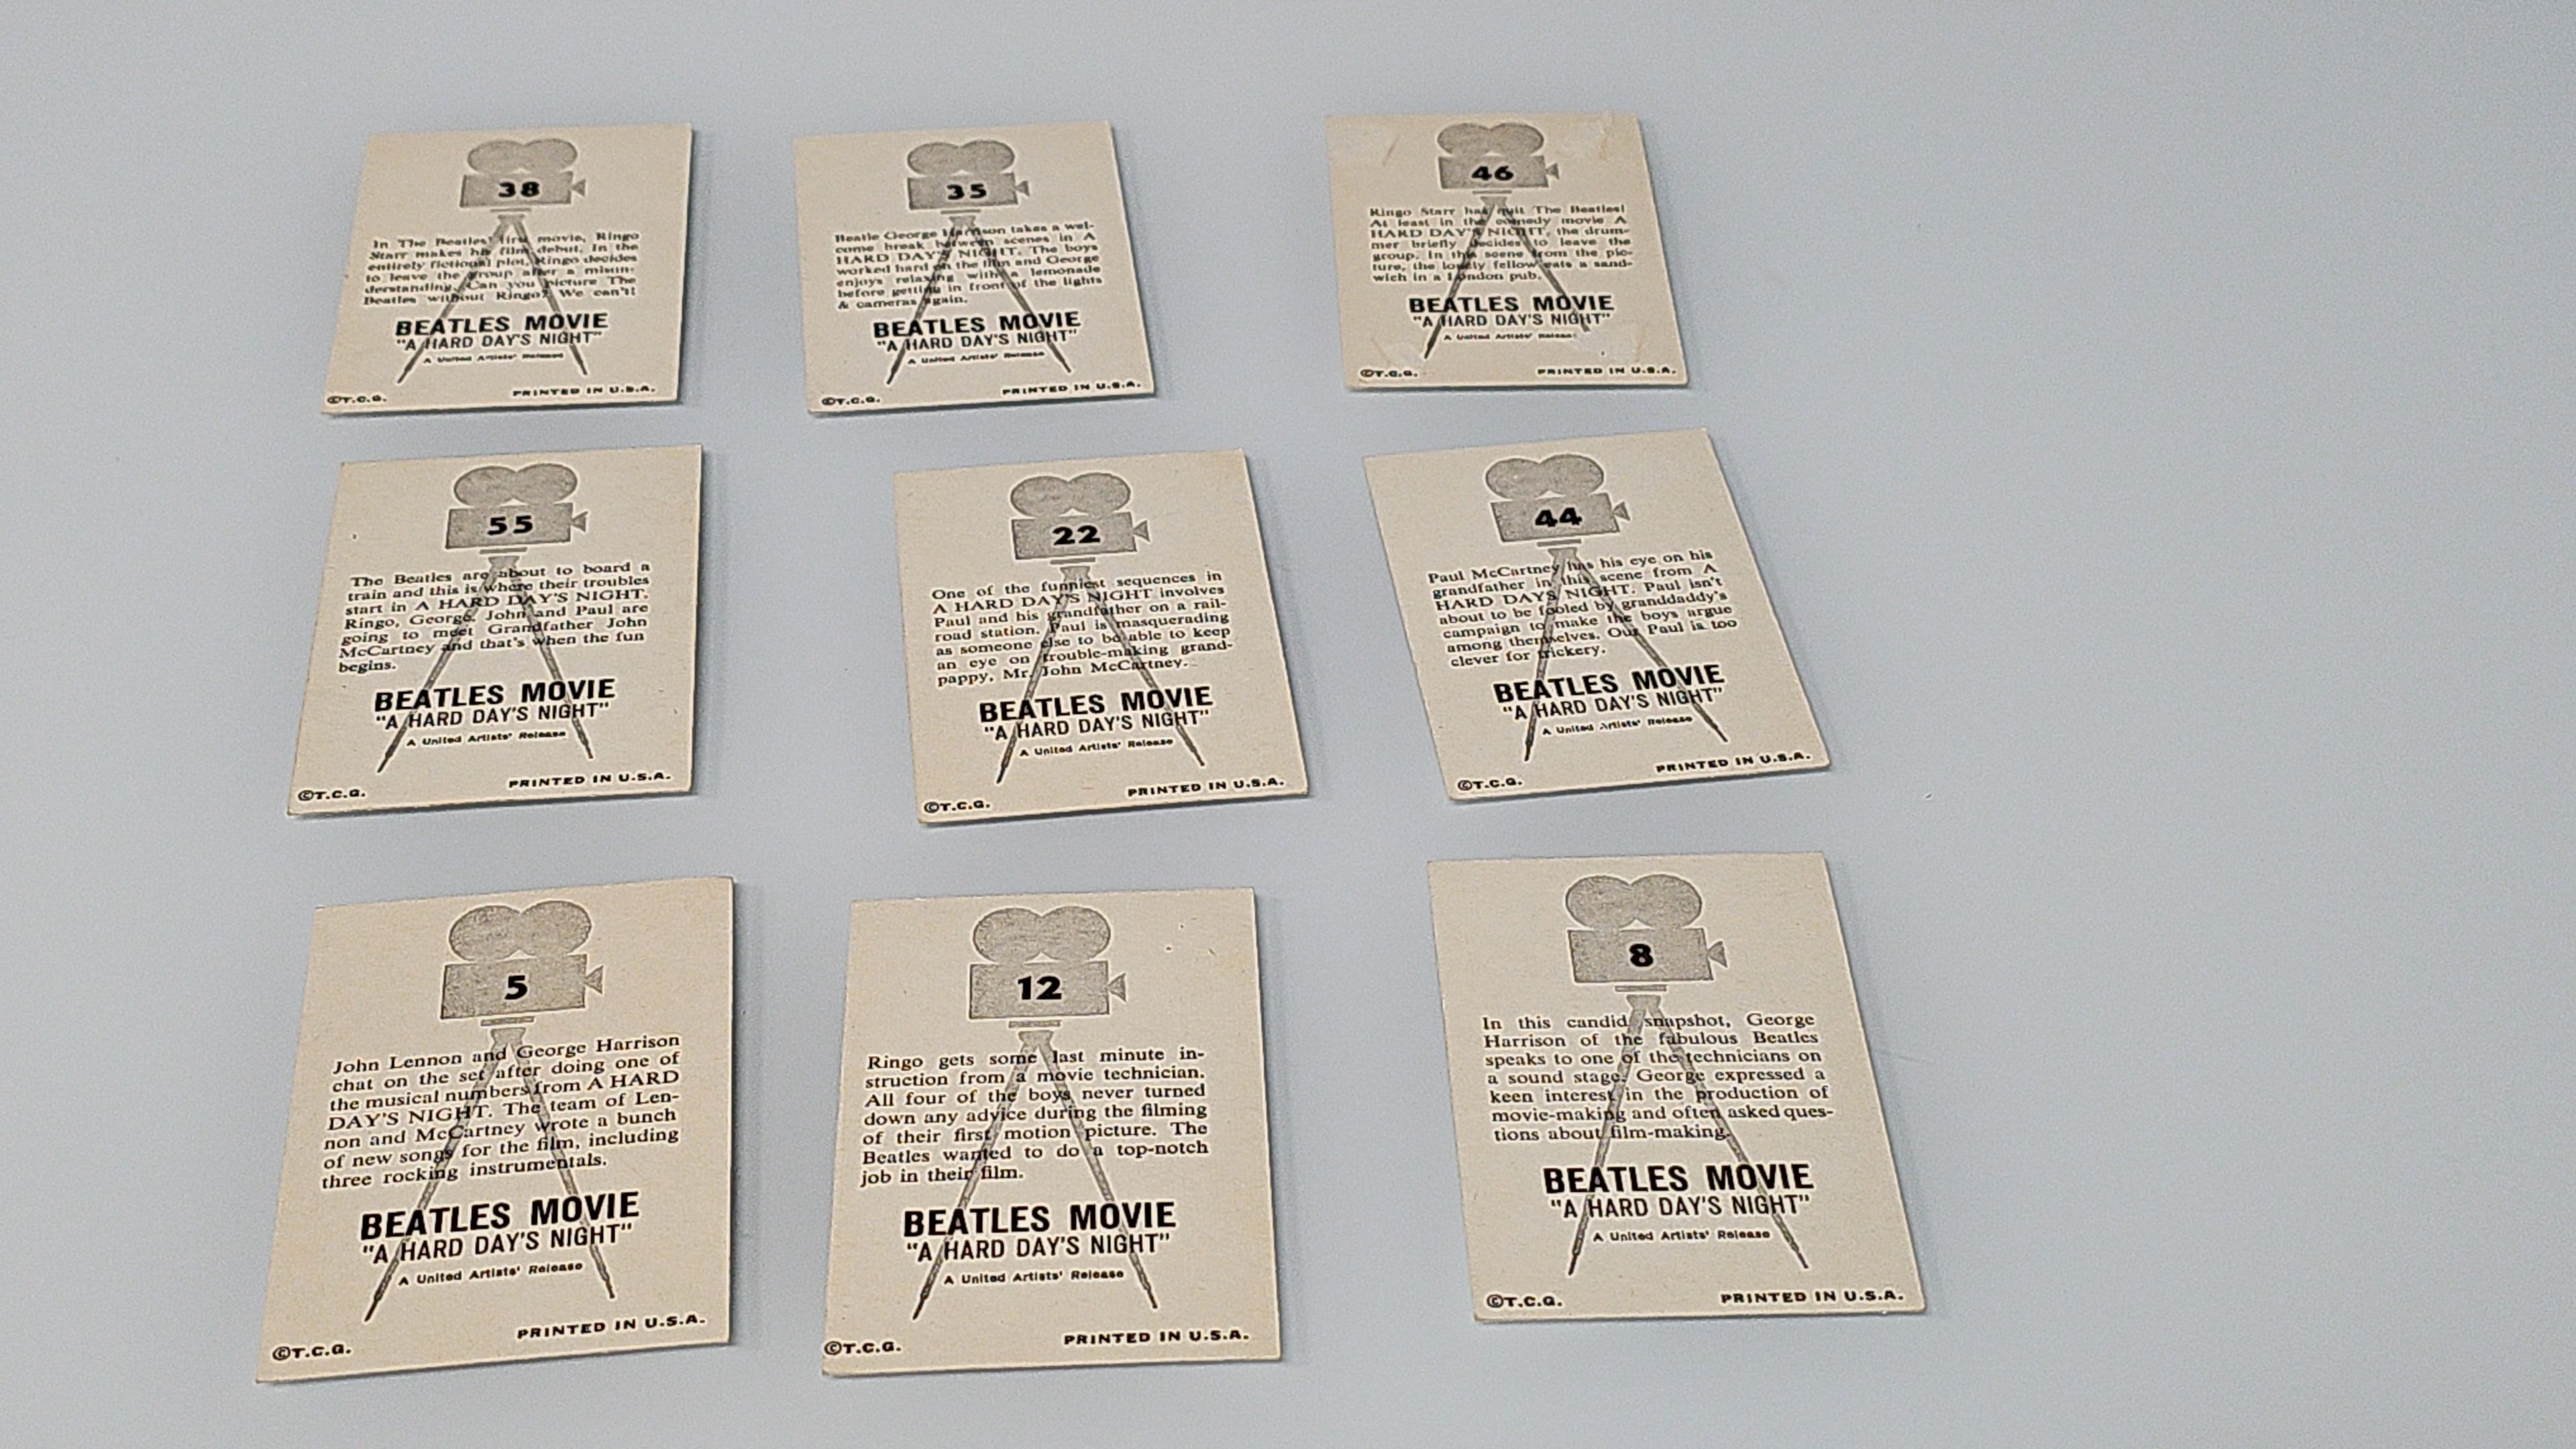 38
In The Beatles' first movie, Ringo
Starr makes his film debut. In the
entirely fictional plot, Ringo decides
to leave the group after a misun-
derstanding. Can you picture The
Beatles without Ringo? We can't!
BEATLES MOVIE
"A HARD DAY'S NIGHT"
A United Artists' Release
©T.C.G.
PRINTED IN U.S.A.
35
Beatle George Harrison takes a wel-
come break between scenes in A
HARD DAY'S NIGHT. The boys
worked hard on the film and George
enjoys relaxing with a lemonade
before getting in front of the lights
& cameras again.
BEATLES MOVIE
"A HARD DAY'S NIGHT"
A United Artists' Release
©T.C.G.
PRINTED IN U.S.A.
46
Ringo Starr has quit The Beatles!
At least in the comedy movie A
HARD DAY'S NIGHT, the drum-
mer briefly decides to leave the
group. In this scene from the pic-
ture, the lonely fellow eats a sand-
wich in a London pub.
BEATLES MOVIE
"A HARD DAY'S NIGHT"
A United Artists' Release
©T.C.G.
PRINTED IN U.S.A.
55
The Beatles are about to board a
train and this is where their troubles
start in A HARD DAY'S NIGHT.
Ringo, George, John and Paul are
going to meet Grandfather John
McCartney and that's when the fun
begins.
BEATLES MOVIE
"A HARD DAY'S NIGHT"
A United Artists' Release
©T.C.G.
PRINTED IN U.S.A.
22
One of the funniest sequences in
A HARD DAY'S NIGHT involves
Paul and his grandfather on a rail-
road station. Paul is masquerading
as someone else to be able to keep
an eye on trouble-making grand-
pappy, Mr. John McCartney.
BEATLES MOVIE
"A HARD DAY'S NIGHT"
A United Artists' Release
©T.C.G.
PRINTED IN U.S.A.
44
Paul McCartney has his eye on his
grandfather in this scene from A
HARD DAYS NIGHT. Paul isn't
about to be fooled by granddaddy's
campaign to make the boys argue
among themselves. Our Paul is too
clever for trickery.
BEATLES MOVIE
"A HARD DAY'S NIGHT"
A United Artists' Release
©T.C.G.
PRINTED IN U.S.A.
5
John Lennon and George Harrison
chat on the set after doing one of
the musical numbers from A HARD
DAY'S NIGHT. The team of Len-
non and McCartney wrote a bunch
of new songs for the film, including
three rocking instrumentals.
BEATLES MOVIE
"A HARD DAY'S NIGHT"
A United Artists' Release
©T.C.G.
PRINTED IN U.S.A.
12
Ringo gets some last minute in-
struction from a movie technician.
All four of the boys never turned
down any advice during the filming
of their first motion picture. The
Beatles wanted to do a top-notch
job in their film.
BEATLES MOVIE
"A HARD DAY'S NIGHT"
A United Artists' Release
©T.C.G.
PRINTED IN U.S.A.
8
In this candid snapshot, George
Harrison of the fabulous Beatles
speaks to one of the technicians on
a sound stage. George expressed a
keen interest in the production of
movie-making and often asked ques-
tions about film-making.
BEATLES MOVIE
"A HARD DAY'S NIGHT"
A United Artists' Release
©T.C.G.
PRINTED IN U.S.A.